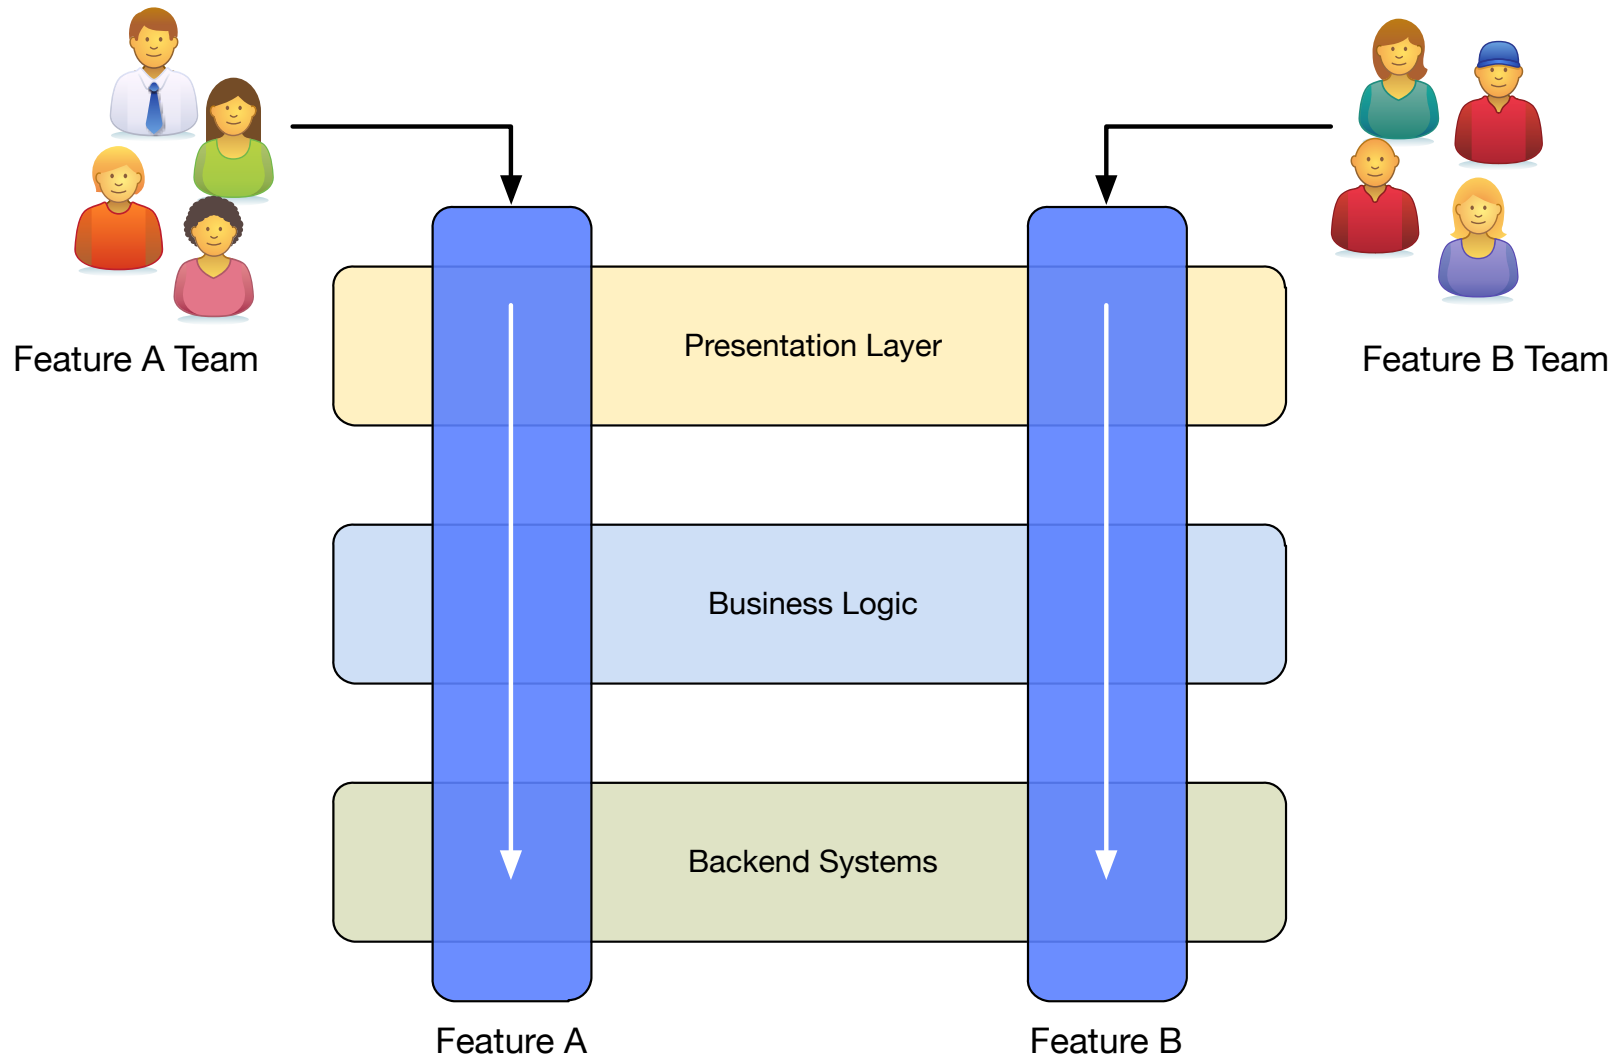 Presentation Layer
Feature A Team
Feature B Team
Business Logic
Backend Systems
Feature A
Feature B